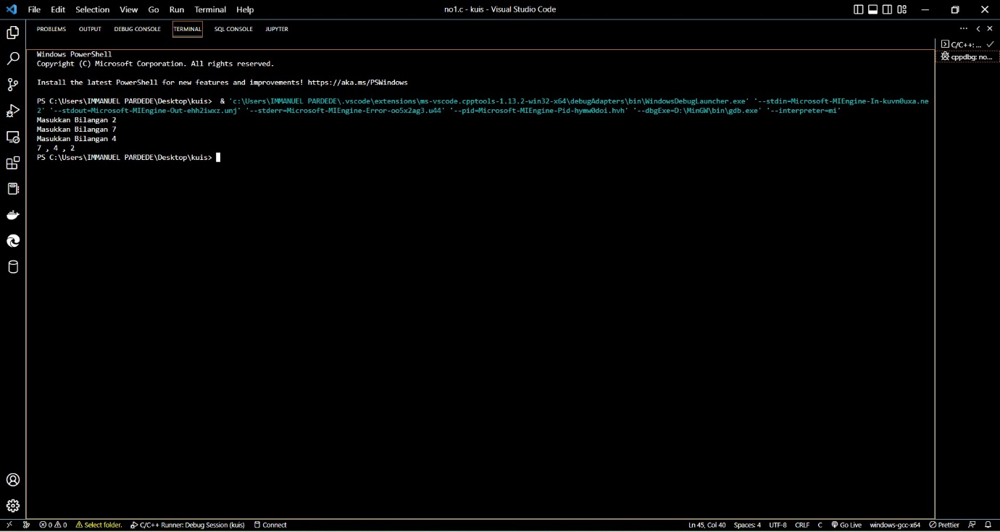 File Edit Selection View Go Run Terminal Help
no1.c - kuis - Visual Studio Code
PROBLEMS OUTPUT DEBUG CONSOLE TERMINAL SQL CONSOLE JUPYTER
C/C++: ...
cppdbg: no...
Windows PowerShell
Copyright (C) Microsoft Corporation. All rights reserved.
Install the latest PowerShell for new features and improvements! https://aka.ms/PSWindows
PS C:\Users\IMMANUEL PARDEDE\Desktop\kuis>  & 'c:\Users\IMMANUEL PARDEDE\.vscode\extensions\ms-vscode.cpptools-1.13.2-win32-x64\debugAdapters\bin\WindowsDebugLauncher.exe' '--stdin=Microsoft-MIEngine-In-kuvn0uxa.ne
2' '--stdout=Microsoft-MIEngine-Out-ehh2iwxz.unj' '--stderr=Microsoft-MIEngine-Error-oo5x2ag3.u44' '--pid=Microsoft-MIEngine-Pid-hymw0doi.hvh' '--dbgExe=D:\MinGW\bin\gdb.exe' '--interpreter=mi'
Masukkan Bilangan 2
Masukkan Bilangan 7
Masukkan Bilangan 4
7 , 4 , 2
PS C:\Users\IMMANUEL PARDEDE\Desktop\kuis>
0 0 Select folder. C/C++ Runner: Debug Session (kuis) Connect
Ln 45, Col 40 Spaces: 4 UTF-8 CRLF C Go Live windows-gcc-x64 Prettier